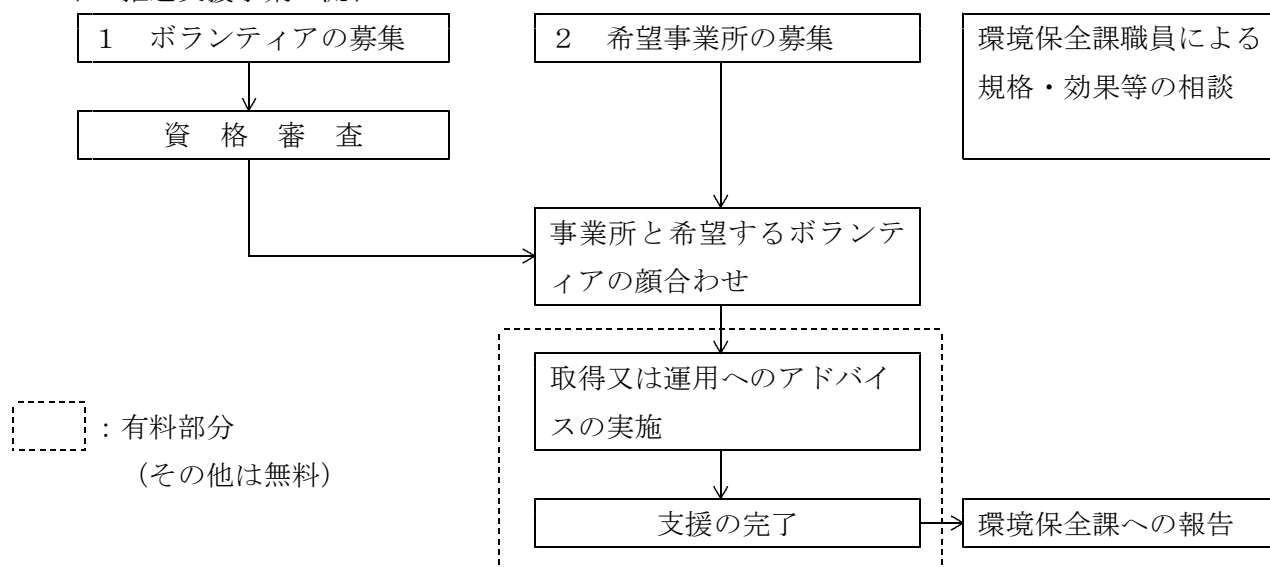 1 ボランティアの募集
2 希望事業所の募集
環境保全課職員による
規格・効果等の相談
資 格 審 査
事業所と希望するボランテ
ィアの顔合わせ
取得又は運用へのアドバイ
スの実施
:有料部分
(その他は無料)
支援の完了
環境保全課への報告